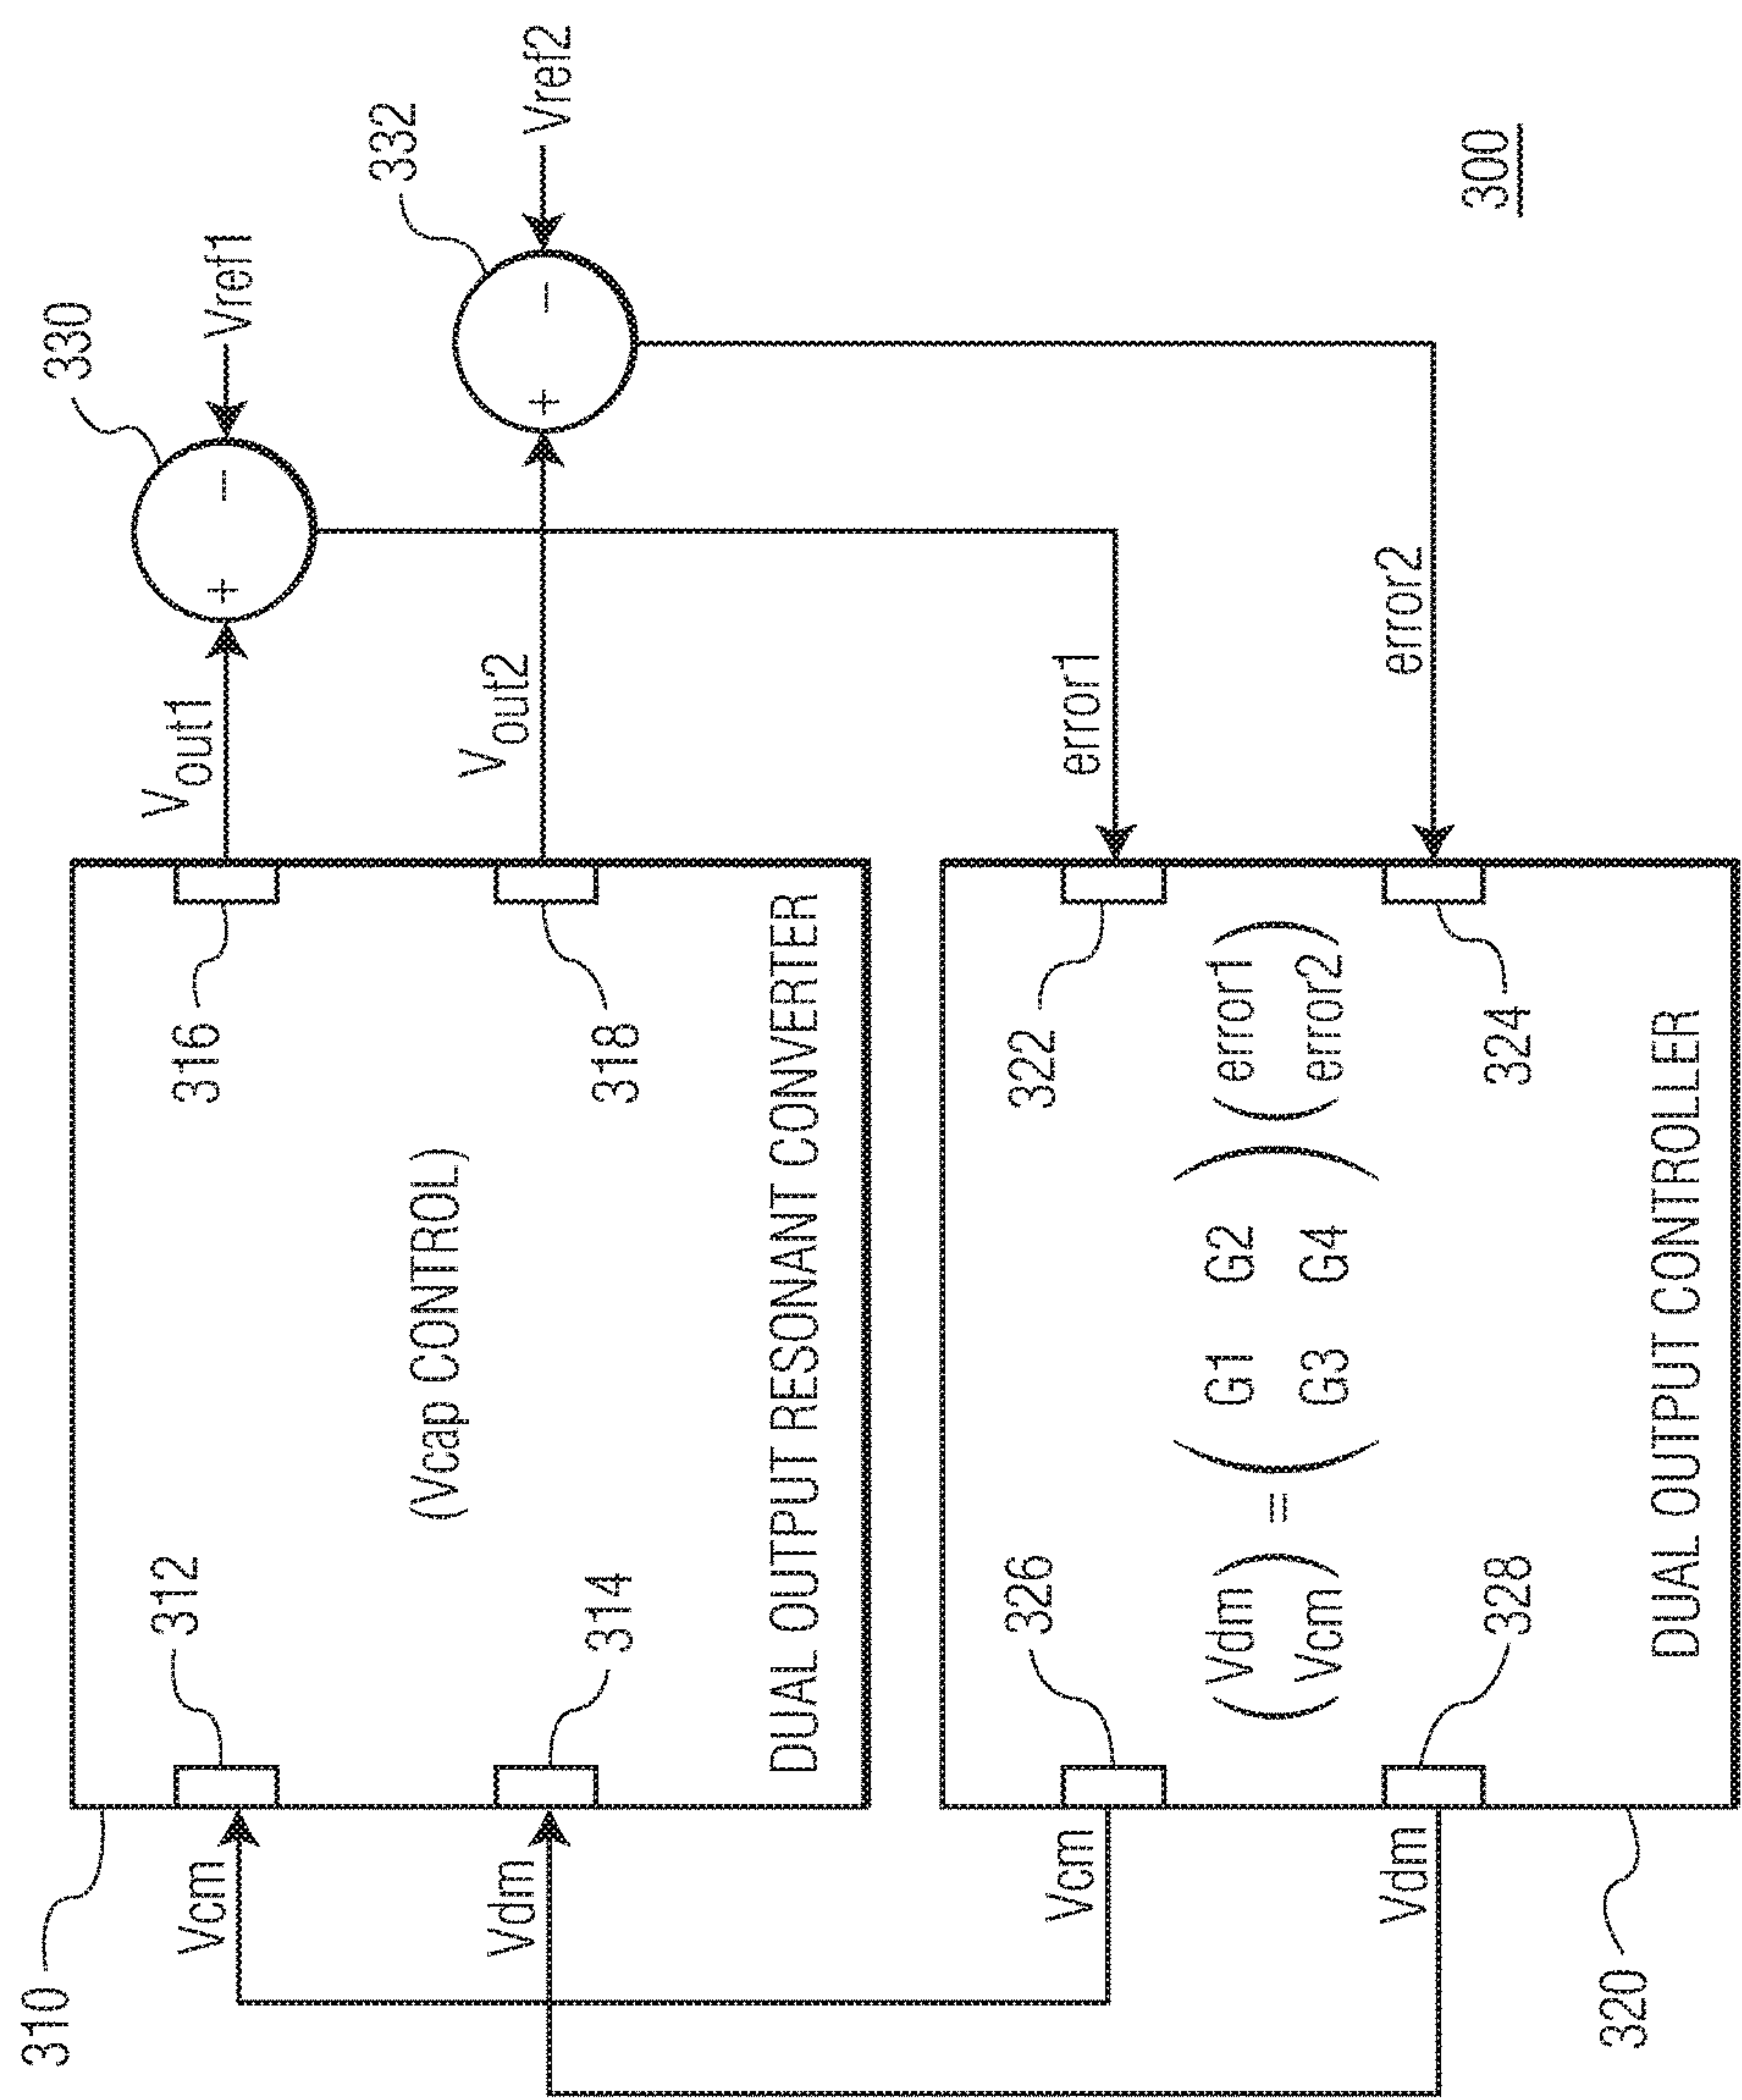 310
Vcm
Vdm
312
314
(Vcap CONTROL)
DUAL OUTPUT RESONANT CONVERTER
316
318
Vout1
Vout2
330
+
-
Vref1
332
+
-
Vref2
320
Vcm
Vdm
326
328
(Vdm) = (G1 G2) (error1)
(Vcm) (G3 G4) (error2)
322
324
DUAL OUTPUT CONTROLLER
error1
error2
300